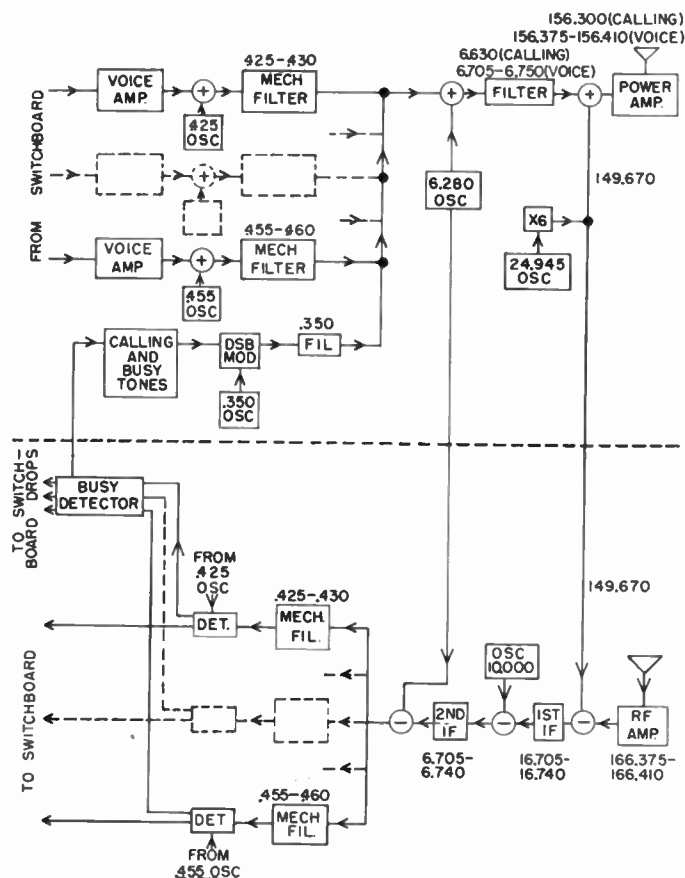 156.300(CALLING)
156.375-156.410(VOICE)
6.630(CALLING)
6.705-6.750(VOICE)
.425-.430
VOICE
AMP.
+
MECH
FILTER
+
FILTER
+
POWER
AMP.
.425
OSC
FROM SWITCHBOARD
+
6.280
OSC
149.670
X6
24.945
OSC
.455-.460
VOICE
AMP
+
MECH
FILTER
.455
OSC
.350
CALLING
AND
BUSY
TONES
DSB
MOD
FIL
.350
OSC
TO SWITCH-
BOARD DROPS
BUSY
DETECTOR
FROM
.425
OSC
.425-.430
DET.
MECH.
FIL.
149.670
TO SWITCHBOARD
OSC
10.000
-
2ND
IF
-
1ST
IF
-
RF
AMP.
6.705-
6.740
16.705-
16.740
166.375-
166.410
.455-.460
DET
MECH
FIL.
FROM
.455 OSC